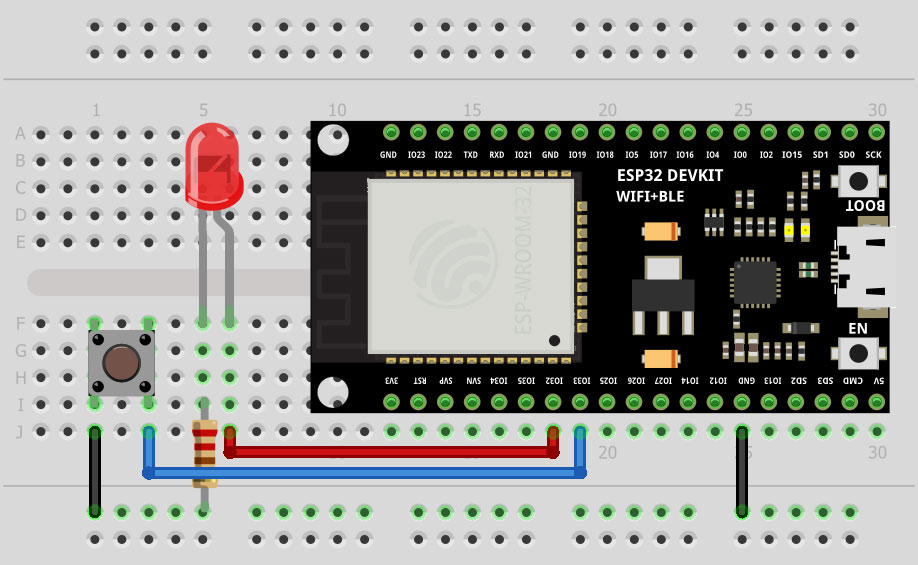 1 5 10 15 20 25 30
A
B
C
D
E
F
G
H
I
J
GND IO23 IO22 TXD RXD IO21 GND IO19 IO18 IO5 IO17 IO16 IO4 IO0 IO2 IO15 SD1 SD0 SCK
ESP32 DEVKIT
WIFI+BLE
BOOT
ESP-WROOM-32
EN
3V3 RST SVP SVN IO34 IO35 IO32 IO33 IO25 IO26 IO27 IO14 IO12 GND IO13 SD2 SD3 CMD 5V
20 25 30